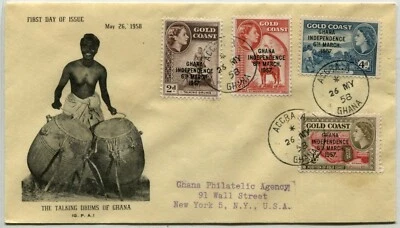 FIRST DAY OF ISSUE
May 26, 1958
GOLD COAST
GHANA
INDEPENDENCE
6TH MARCH,
1957.
2d
GOLD COAST
GHANA
INDEPENDENCE
6TH MARCH,
1957.
GOLD COAST
GHANA
INDEPENDENCE
6TH MARCH,
1957.
4d
ACCRA
26 MY
58
GHANA
ACCRA
26 MY
58
GHANA
58
GHANA
GOLD COAST
GHANA
INDEPENDENCE
6TH MARCH,
1957.
THE TALKING DRUMS OF GHANA
(G. P. A.)
Ghana Philatelic Agency
91 Wall Street
New York 5, N.Y., U.S.A.